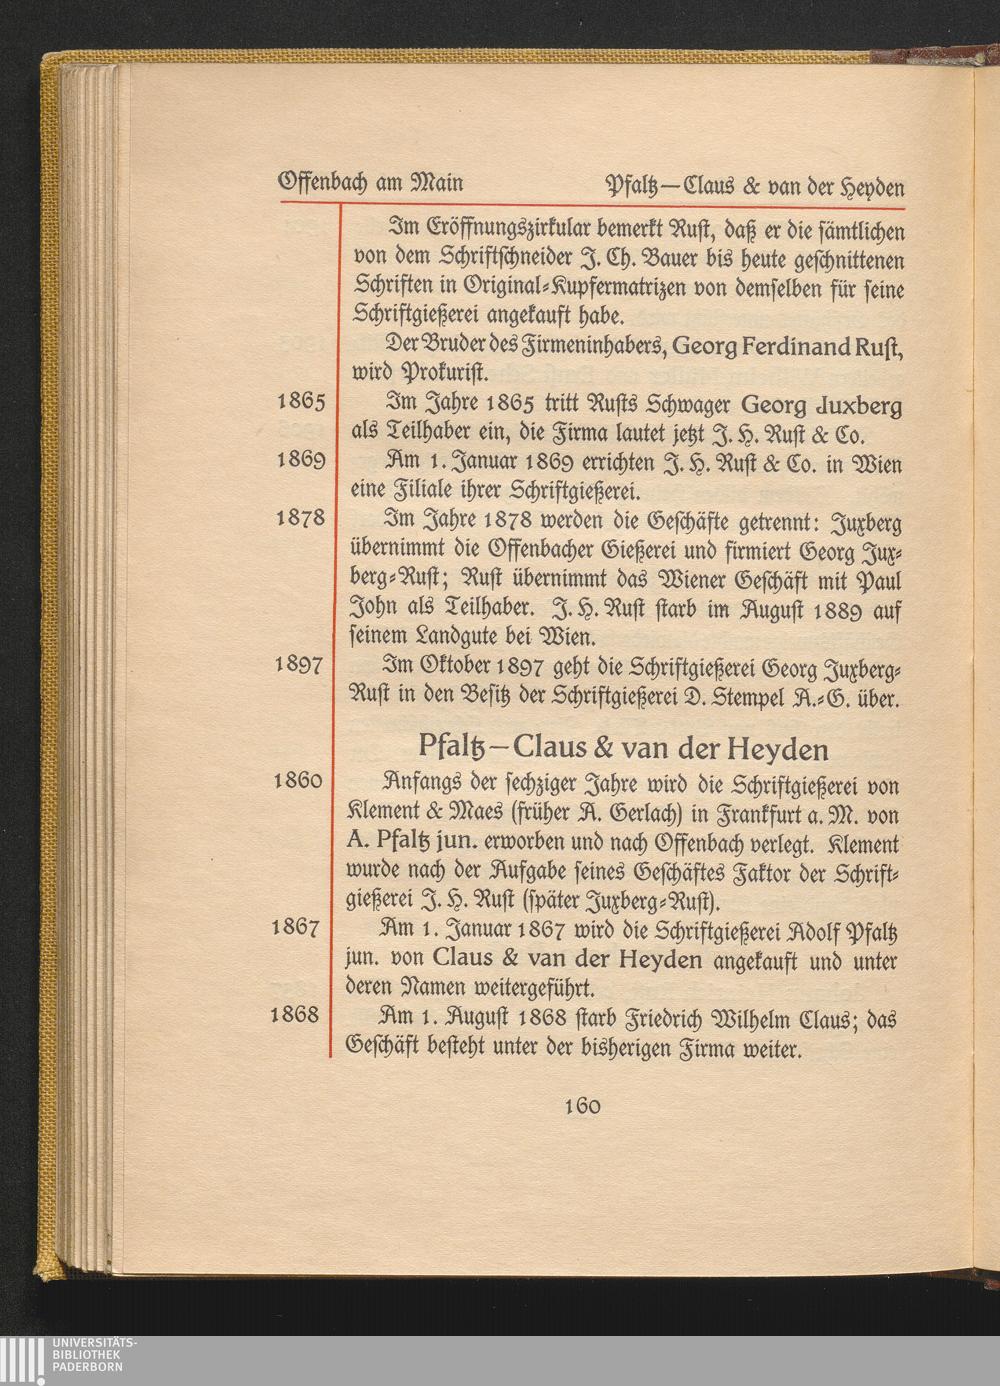 Offenbach am Main
Pfaltz—Claus & van der Heyden
Im Eröffnungszirkular bemerkt Rust, daß er die sämtlichen
von dem Schriftschneider J. Ch. Bauer bis heute geschnittenen
Schriften in Original-Kupfermatrizen von demselben für seine
Schriftgießerei angekauft habe.
Der Bruder des Firmeninhabers, Georg Ferdinand Rust,
wird Prokurist.
1865 Im Jahre 1865 tritt Rusts Schwager Georg Juxberg
als Teilhaber ein, die Firma lautet jetzt J. H. Rust & Co.
1869 Am 1. Januar 1869 errichten J. H. Rust & Co. in Wien
eine Filiale ihrer Schriftgießerei.
1878 Im Jahre 1878 werden die Geschäfte getrennt: Juxberg
übernimmt die Offenbacher Gießerei und firmiert Georg Jux-
berg-Rust; Rust übernimmt das Wiener Geschäft mit Paul
John als Teilhaber. J. H. Rust starb im August 1889 auf
seinem Landgute bei Wien.
1897 Im Oktober 1897 geht die Schriftgießerei Georg Juxberg-
Rust in den Besitz der Schriftgießerei D. Stempel A.-G. über.
Pfaltz—Claus & van der Heyden
1860 Anfangs der sechziger Jahre wird die Schriftgießerei von
Klement & Maes (früher A. Gerlach) in Frankfurt a. M. von
A. Pfaltz jun. erworben und nach Offenbach verlegt. Klement
wurde nach der Aufgabe seines Geschäftes Faktor der Schrift-
gießerei J. H. Rust (später Juxberg-Rust).
1867 Am 1. Januar 1867 wird die Schriftgießerei Adolf Pfaltz
jun. von Claus & van der Heyden angekauft und unter
deren Namen weitergeführt.
1868 Am 1. August 1868 starb Friedrich Wilhelm Claus; das
Geschäft besteht unter der bisherigen Firma weiter.
160
UNIVERSITÄTS-
BIBLIOTHEK
PADERBORN